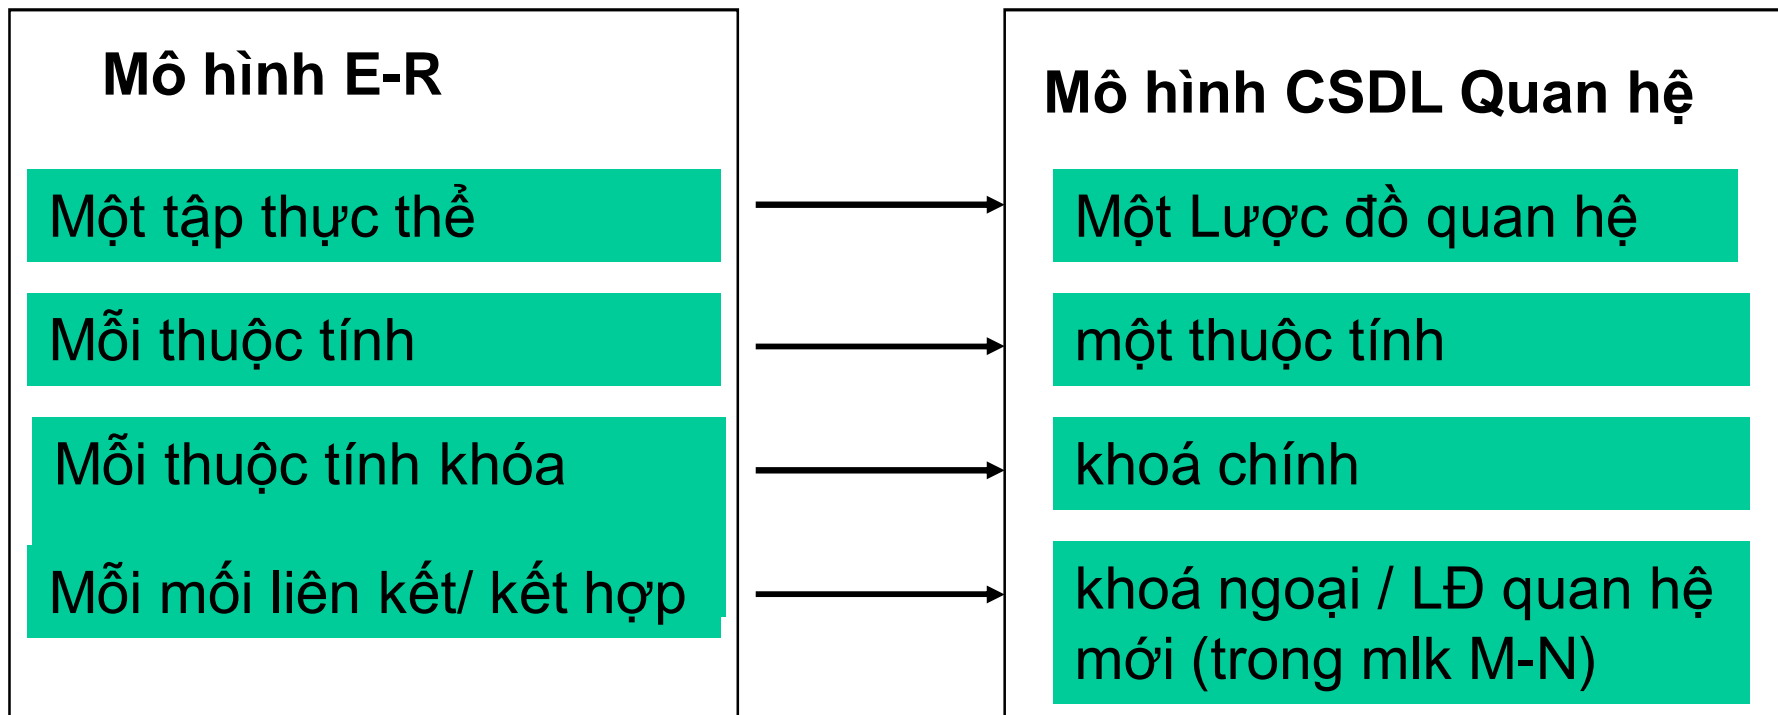 Mô hình E-R
Một tập thực thể
Mỗi thuộc tính
Mỗi thuộc tính khóa
Mỗi mối liên kết/ kết hợp
Mô hình CSDL Quan hệ
Một Lược đồ quan hệ
một thuộc tính
khoá chính
khoá ngoại / LĐ quan hệ
mới (trong mlk M-N)